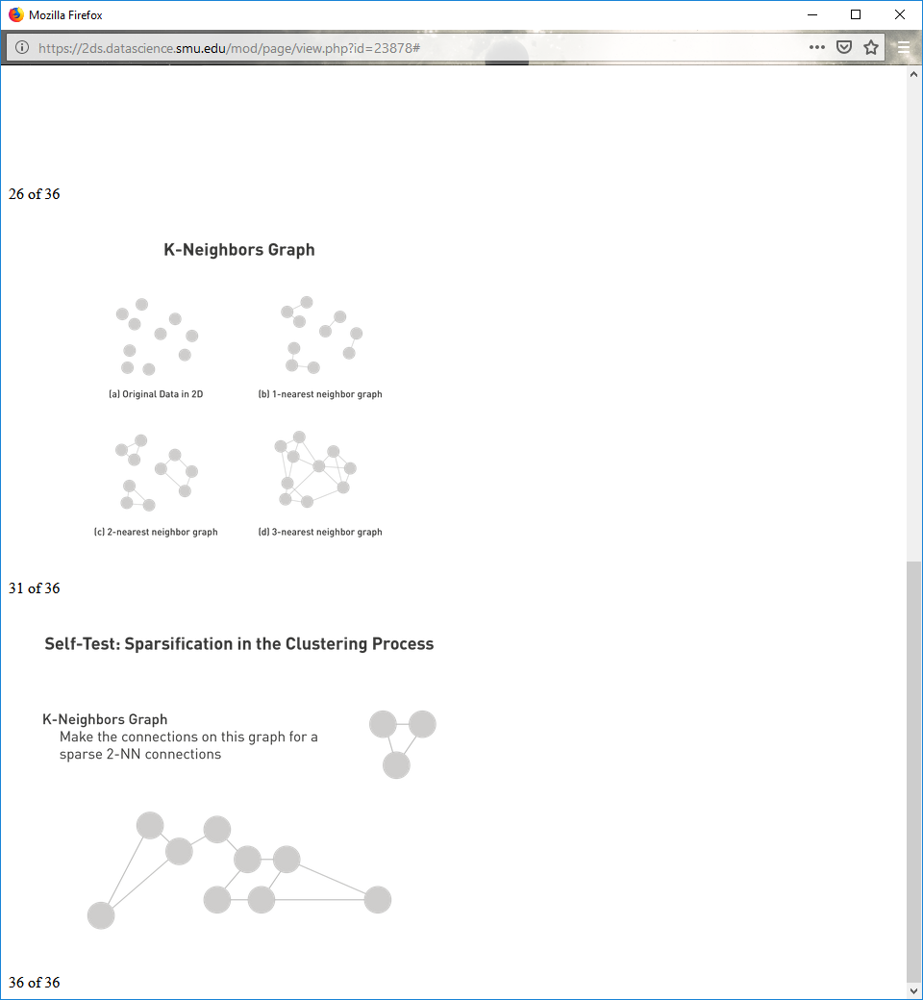 Mozilla Firefox
https://2ds.datascience.smu.edu/mod/page/view.php?id=23878#
26 of 36
K-Neighbors Graph
(a) Original Data in 2D
(b) 1-nearest neighbor graph
(c) 2-nearest neighbor graph
(d) 3-nearest neighbor graph
31 of 36
Self-Test: Sparsification in the Clustering Process
K-Neighbors Graph
Make the connections on this graph for a
sparse 2-NN connections
36 of 36